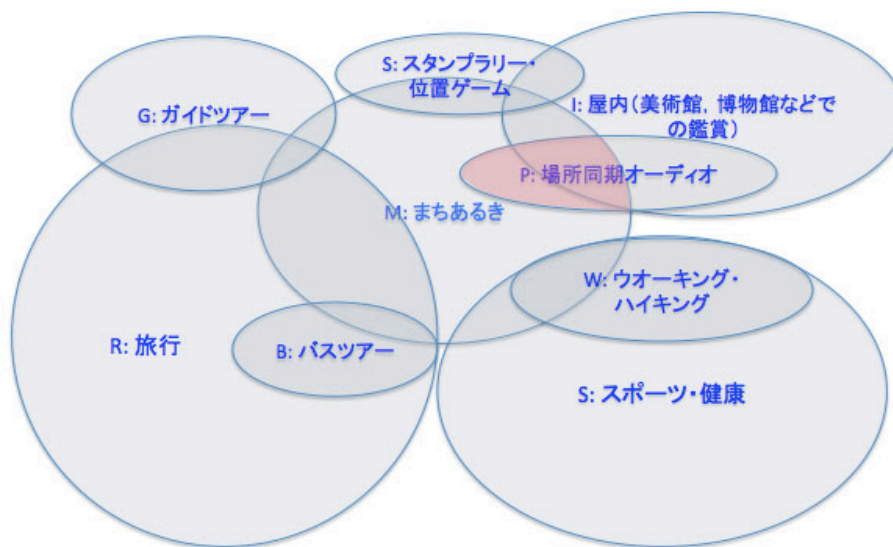 S: スタンプラリー・
位置ゲーム
G: ガイドツアー
I: 屋内（美術館，博物館などで
の鑑賞）
P: 場所同期オーディオ
M: まちあるき
W: ウオーキング・
ハイキング
R: 旅行
B: バスツアー
S: スポーツ・健康